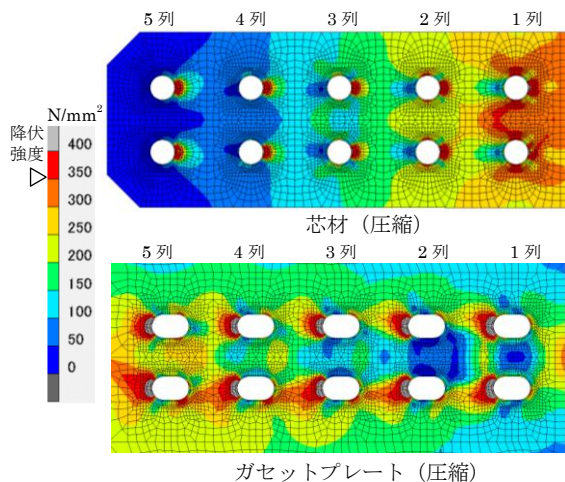 5列 4列 3列 2列 1列
N/mm²
降伏
強度
400
350
300
250
200
150
100
50
0
芯材（圧縮）
5列 4列 3列 2列 1列
ガセットプレート（圧縮）